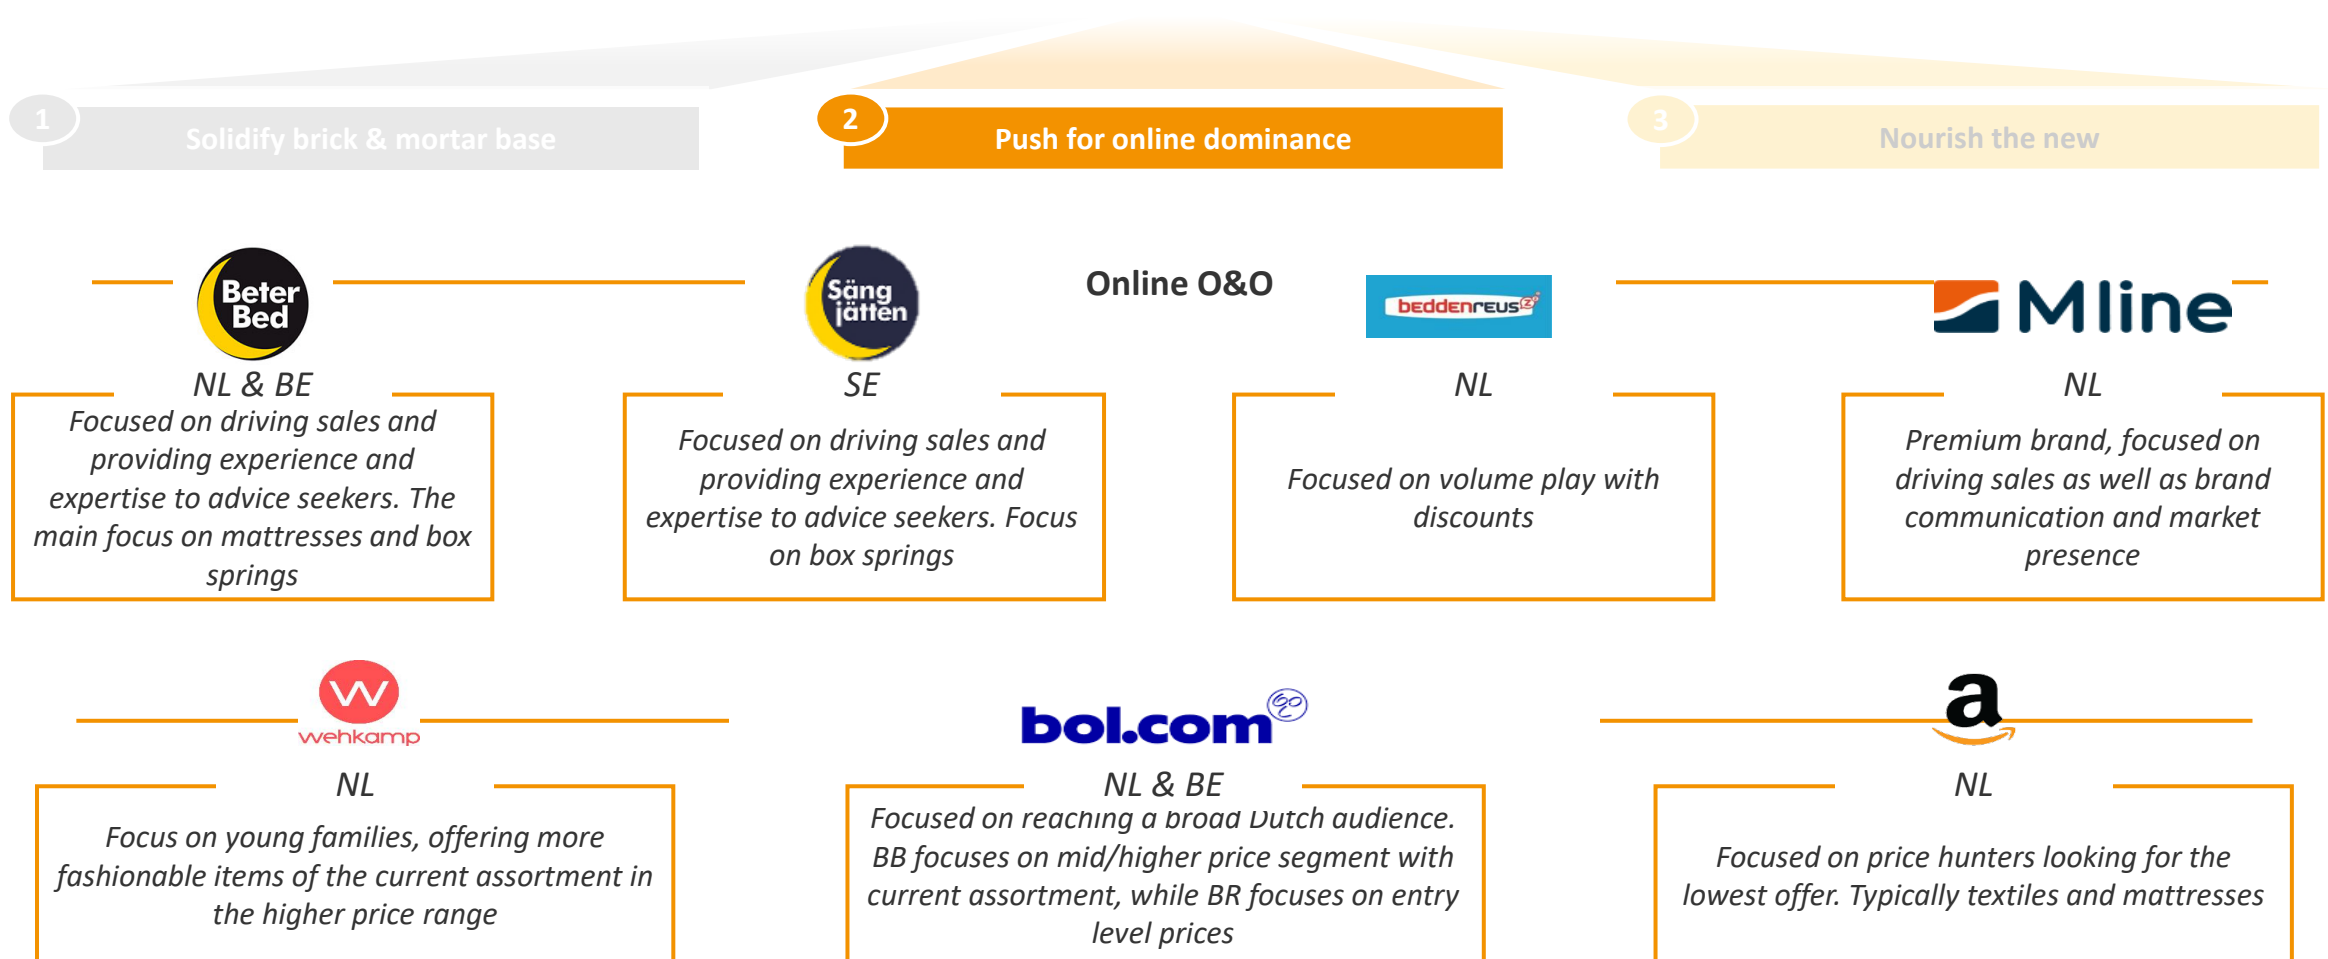 1
Solidify brick & mortar base
2
Push for online dominance
3
Nourish the new
Online O&O
Beter
Bed
NL & BE
Focused on driving sales and
providing experience and
expertise to advice seekers. The
main focus on mattresses and box
springs
Säng
jätten
SE
Focused on driving sales and
providing experience and
expertise to advice seekers. Focus
on box springs
beddenreus
NL
Focused on volume play with
discounts
M line
NL
Premium brand, focused on
driving sales as well as brand
communication and market
presence
w
wehkamp
NL
Focus on young families, offering more
fashionable items of the current assortment in
the higher price range
bol.com
NL & BE
Focused on reaching a broad Dutch audience.
BB focuses on mid/higher price segment with
current assortment, while BR focuses on entry
level prices
a
NL
Focused on price hunters looking for the
lowest offer. Typically textiles and mattresses